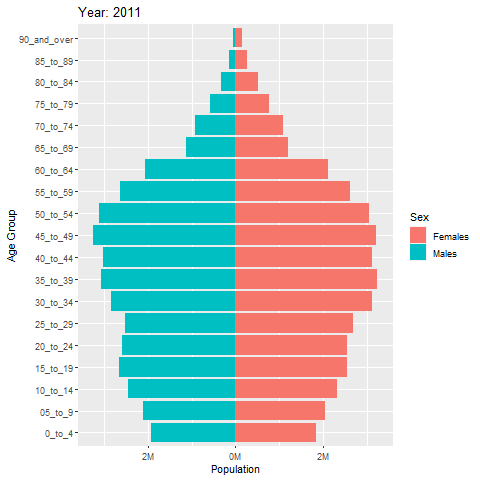 Year: 2011
Age Group
90_and_over
85_to_89
80_to_84
75_to_79
70_to_74
65_to_69
60_to_64
55_to_59
50_to_54
45_to_49
40_to_44
35_to_39
30_to_34
25_to_29
20_to_24
15_to_19
10_to_14
05_to_9
0_to_4
2M 0M 2M
Population
Sex
Females
Males